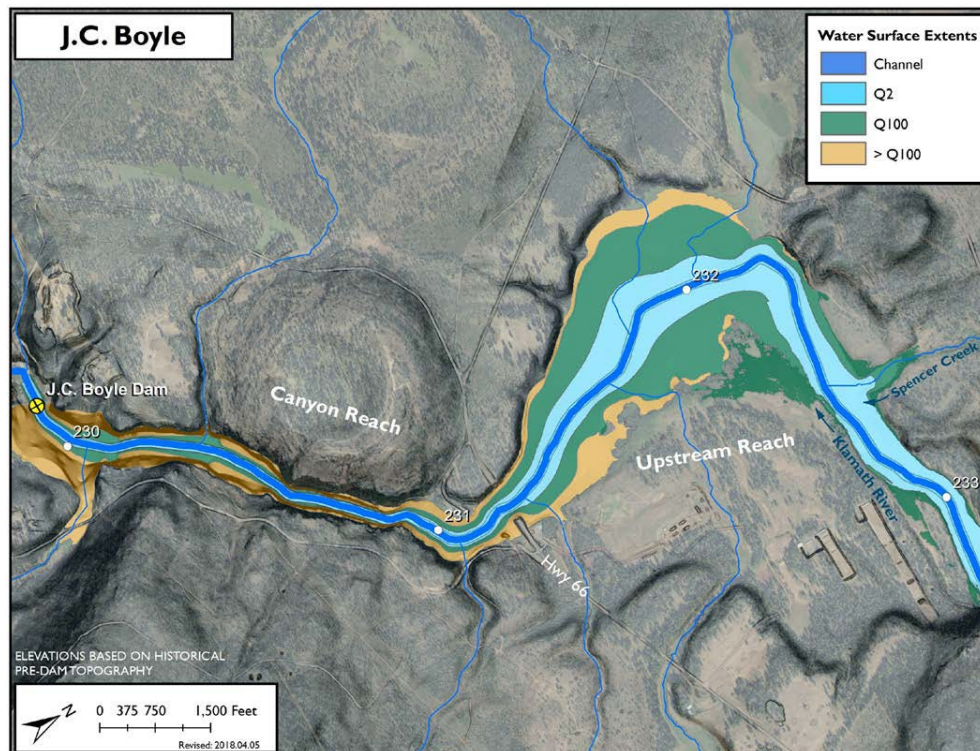 J.C. Boyle
Water Surface Extents
Channel
Q2
Q100
> Q100
232
J.C. Boyle Dam
230
Canyon Reach
Spencer Creek
Upstream Reach
Klamath River
233
231
Hwy 66
ELEVATIONS BASED ON HISTORICAL
PRE-DAM TOPOGRAPHY
Z
0 375 750 1,500 Feet
Revised: 2018.04.05